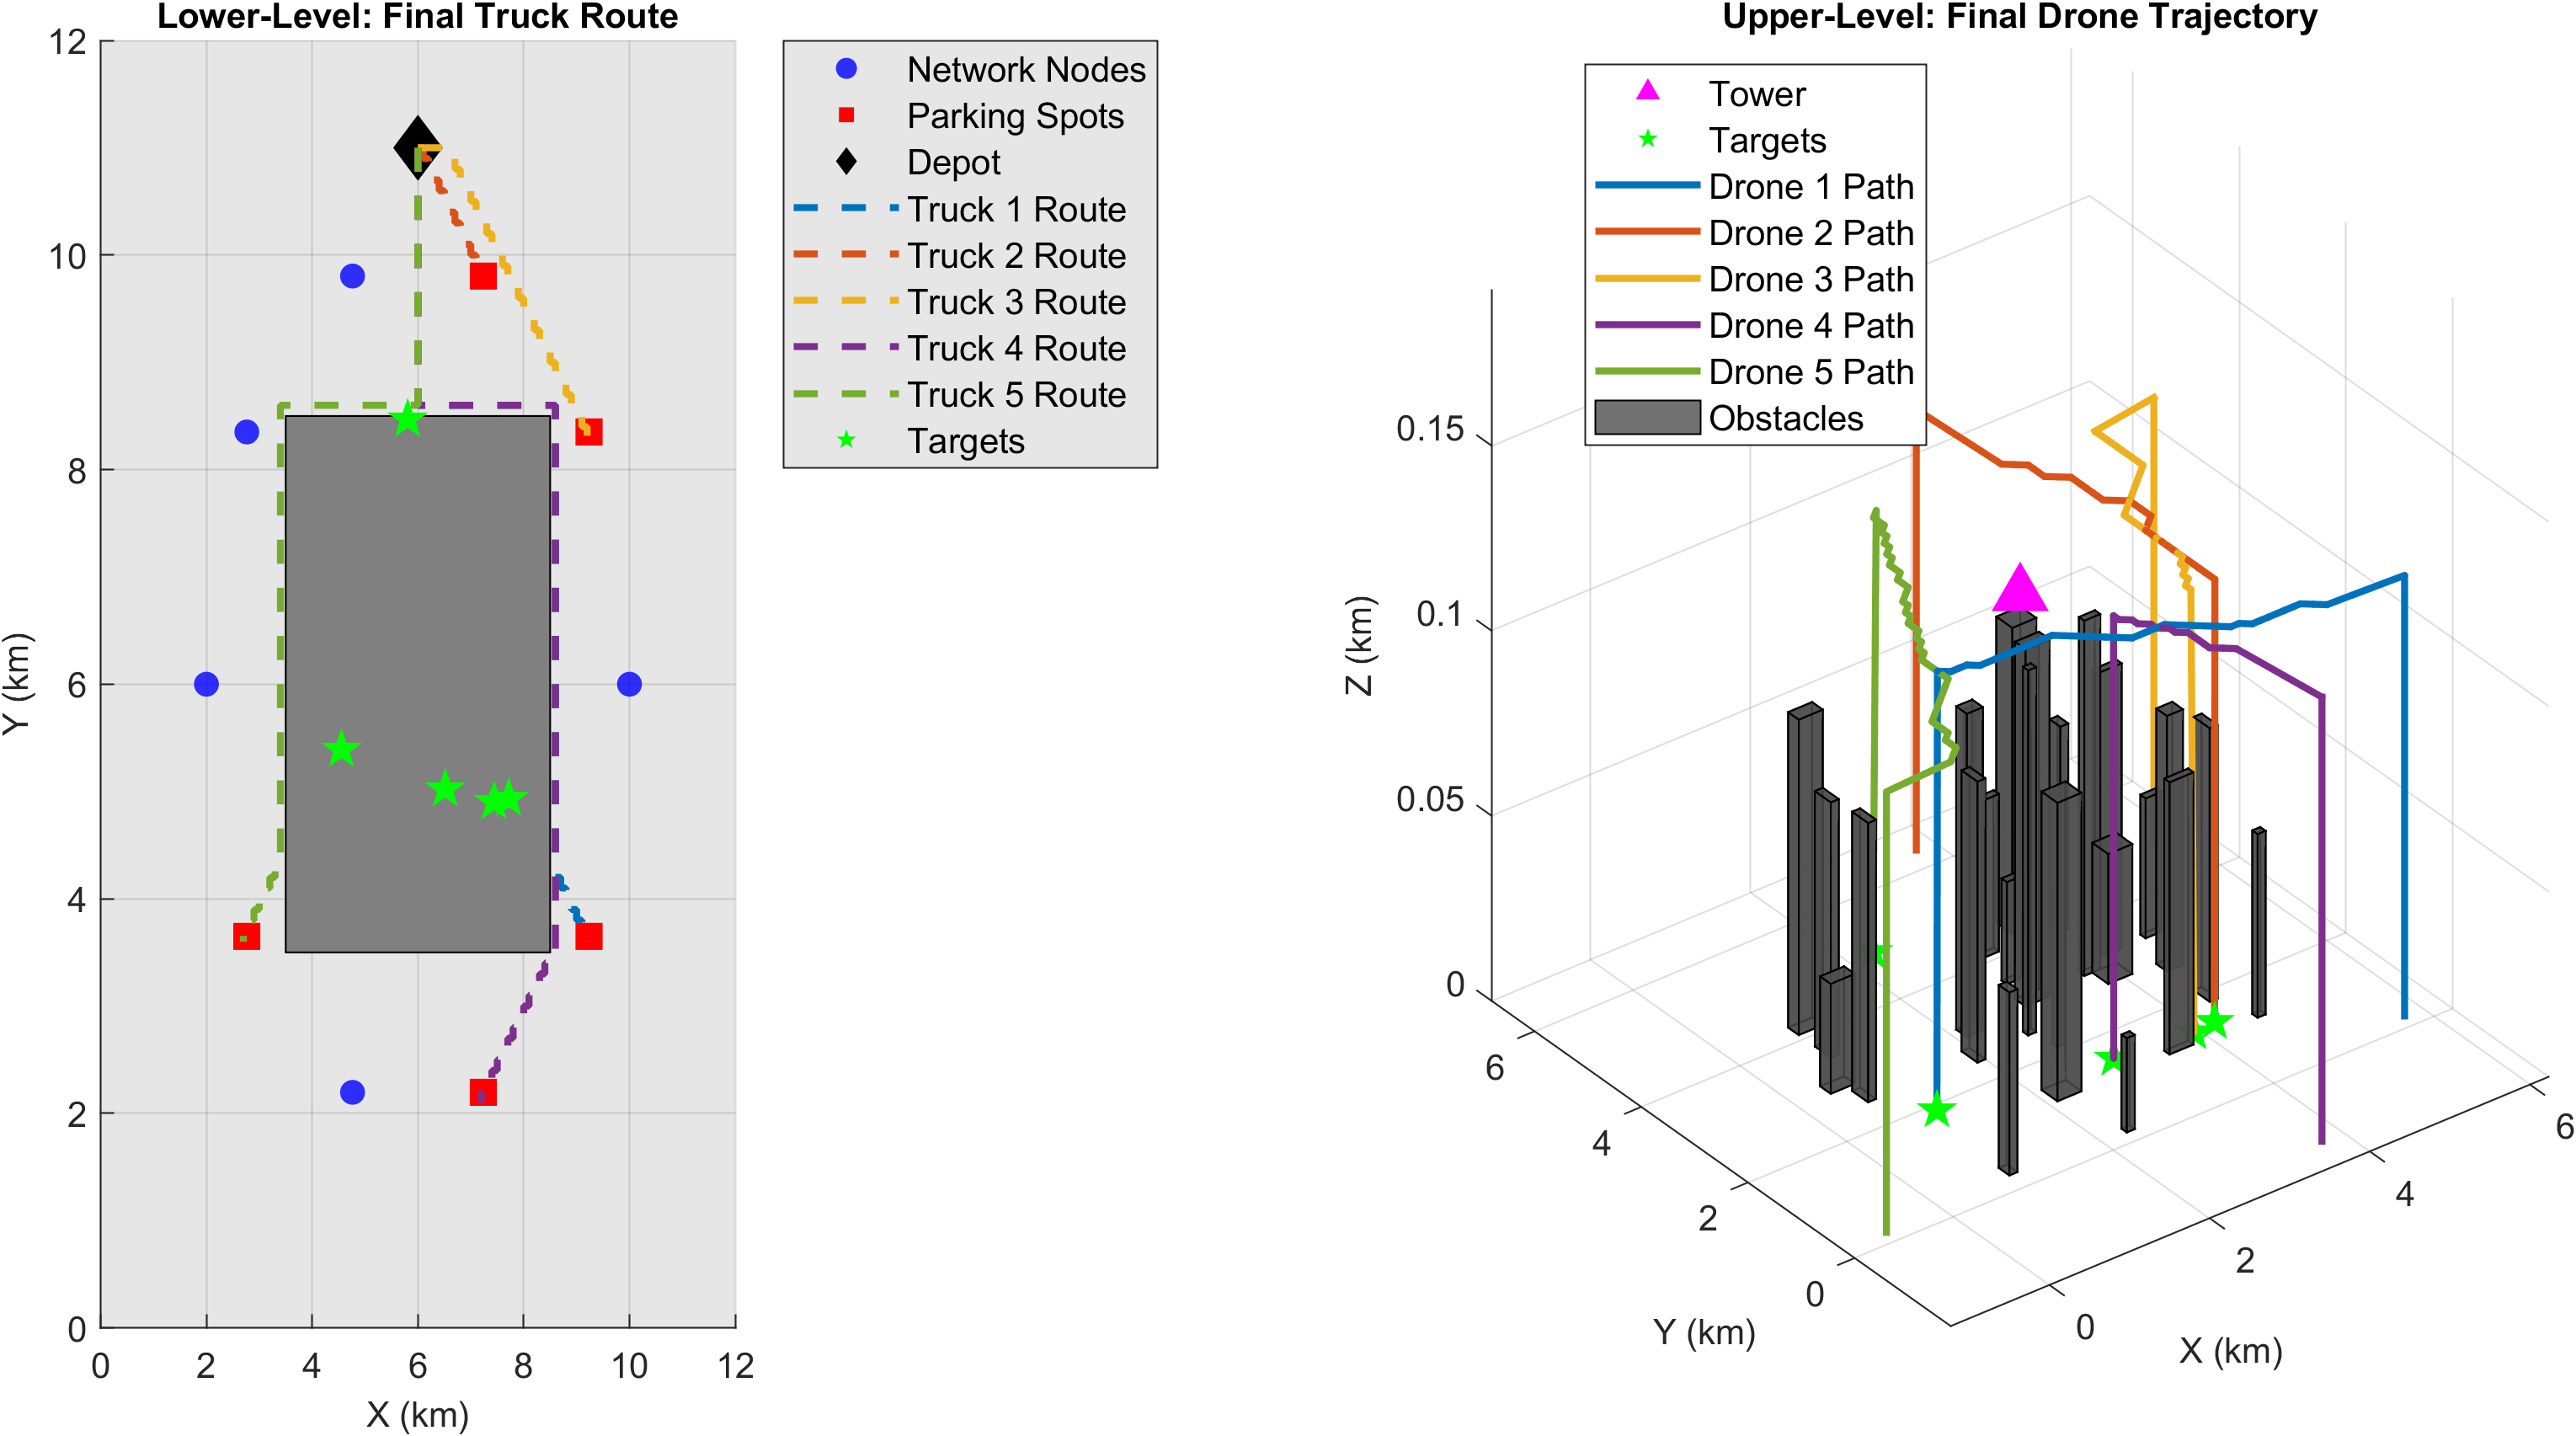 Lower-Level: Final Truck Route
12
10
8
6
4
2
0
0 2 4 6 8 10 12
X (km)
Y (km)
Network Nodes
Parking Spots
Depot
Truck 1 Route
Truck 2 Route
Truck 3 Route
Truck 4 Route
Truck 5 Route
Targets
Upper-Level: Final Drone Trajectory
Tower
Targets
Drone 1 Path
Drone 2 Path
Drone 3 Path
Drone 4 Path
Drone 5 Path
Obstacles
0.15
0.1
0.05
0
Z (km)
6
4
2
0
Y (km)
0
2
4
6
X (km)